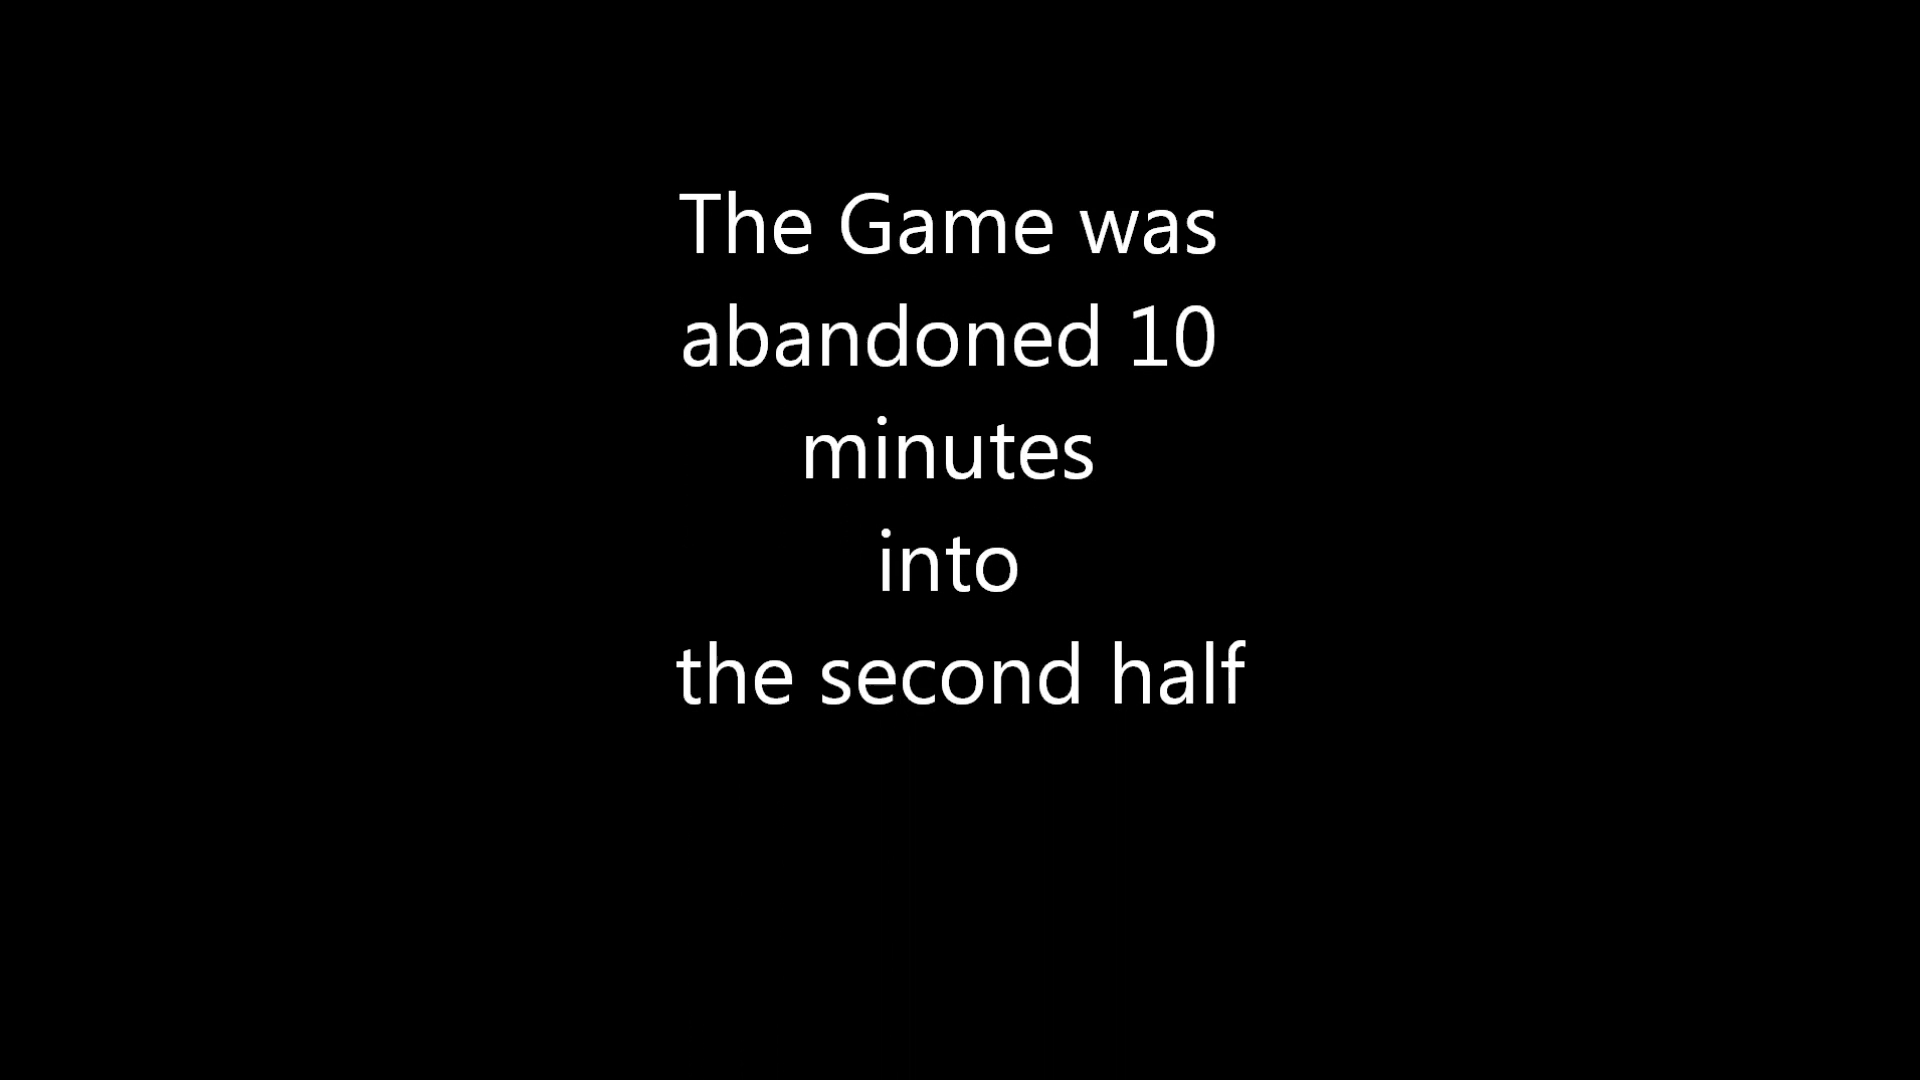 The Game was
abandoned 10
minutes
into
the second half